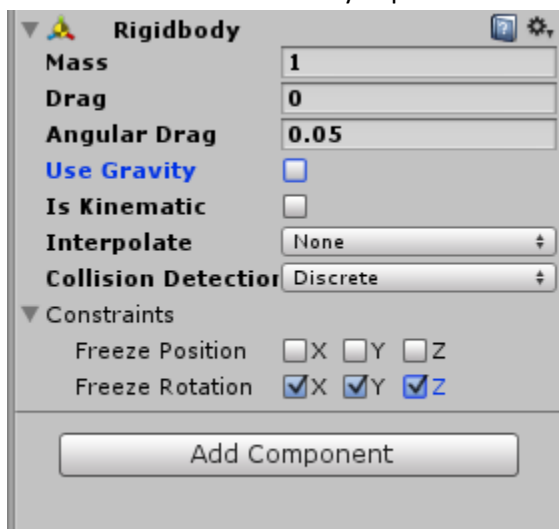 Rigidbody
Mass 1
Drag 0
Angular Drag 0.05
Use Gravity
Is Kinematic
Interpolate None
Collision Detection Discrete
Constraints
Freeze Position X Y Z
Freeze Rotation X Y Z
Add Component